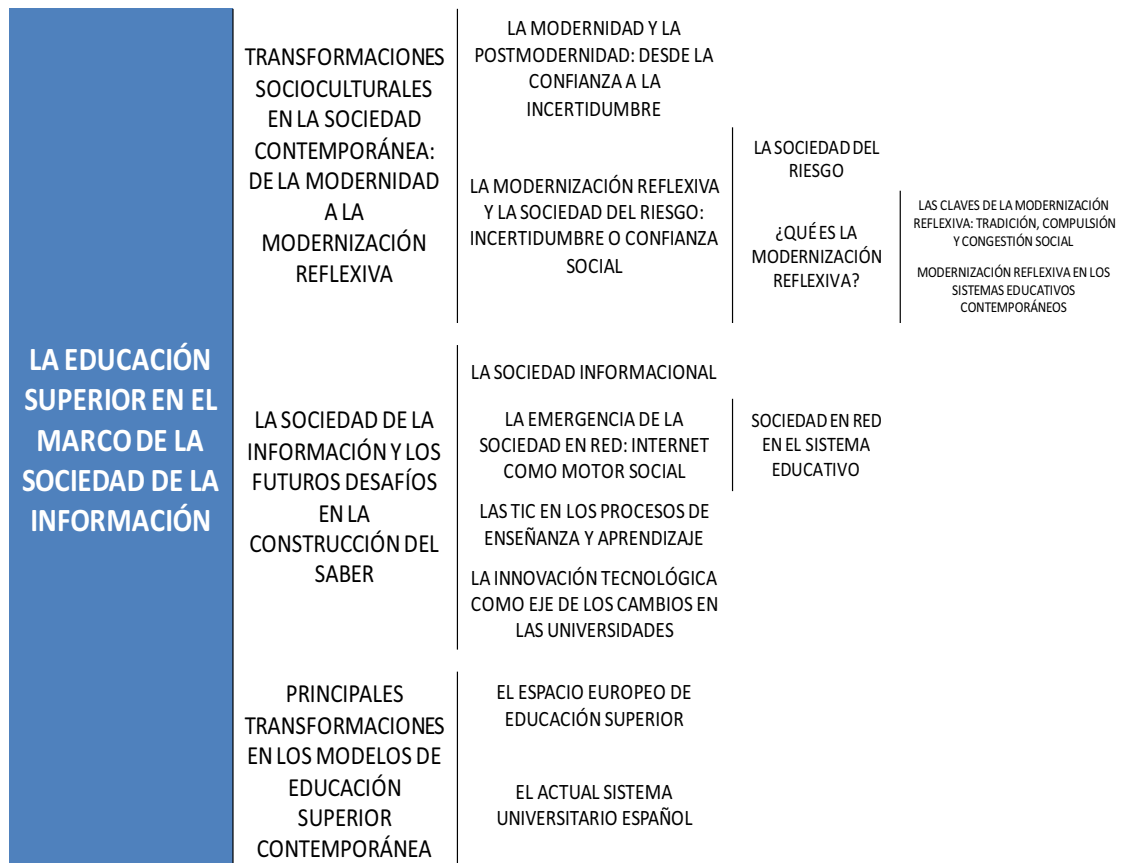 LA EDUCACIÓN
SUPERIOR EN EL
MARCO DE LA
SOCIEDAD DE LA
INFORMACIÓN
TRANSFORMACIONES
SOCIOCULTURALES
EN LA SOCIEDAD
CONTEMPORÁNEA:
DE LA MODERNIDAD
A LA
MODERNIZACIÓN
REFLEXIVA
LA MODERNIDAD Y LA
POSTMODERNIDAD: DESDE LA
CONFIANZA A LA
INCERTIDUMBRE
LA MODERNIZACIÓN REFLEXIVA
Y LA SOCIEDAD DEL RIESGO:
INCERTIDUMBRE O CONFIANZA
SOCIAL
LA SOCIEDAD DEL
RIESGO
¿QUÉ ES LA
MODERNIZACIÓN
REFLEXIVA?
LAS CLAVES DE LA MODERNIZACIÓN
REFLEXIVA: TRADICIÓN, COMPULSIÓN
Y CONGESTIÓN SOCIAL
MODERNIZACIÓN REFLEXIVA EN LOS
SISTEMAS EDUCATIVOS
CONTEMPORÁNEOS
LA SOCIEDAD DE LA
INFORMACIÓN Y LOS
FUTUROS DESAFÍOS
EN LA
CONSTRUCCIÓN DEL
SABER
LA SOCIEDAD INFORMACIONAL
LA EMERGENCIA DE LA
SOCIEDAD EN RED: INTERNET
COMO MOTOR SOCIAL
SOCIEDAD EN RED
EN EL SISTEMA
EDUCATIVO
LAS TIC EN LOS PROCESOS DE
ENSEÑANZA Y APRENDIZAJE
LA INNOVACIÓN TECNOLÓGICA
COMO EJE DE LOS CAMBIOS EN
LAS UNIVERSIDADES
PRINCIPALES
TRANSFORMACIONES
EN LOS MODELOS DE
EDUCACIÓN
SUPERIOR
CONTEMPORÁNEA
EL ESPACIO EUROPEO DE
EDUCACIÓN SUPERIOR
EL ACTUAL SISTEMA
UNIVERSITARIO ESPAÑOL